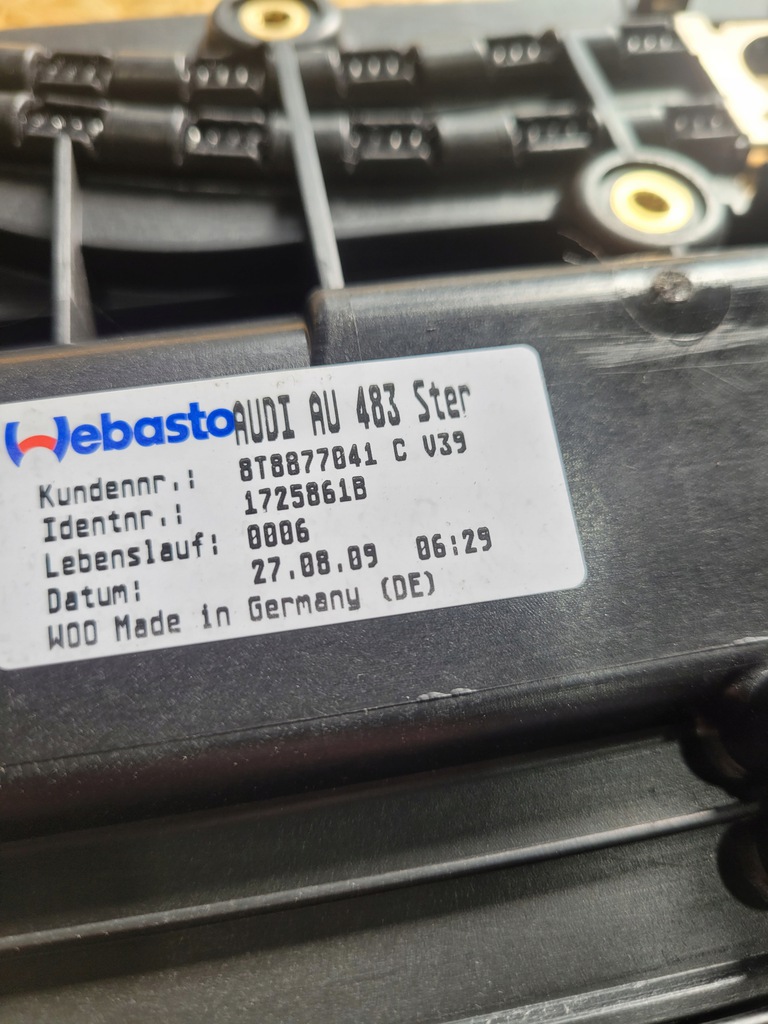 Webasto AUDI AU 483 Ster
Kundennr.: 8T8877041 C V39
Identnr.: 1725861B
Lebenslauf: 0006
Datum: 27.08.09 06:29
WOO Made in Germany (DE)